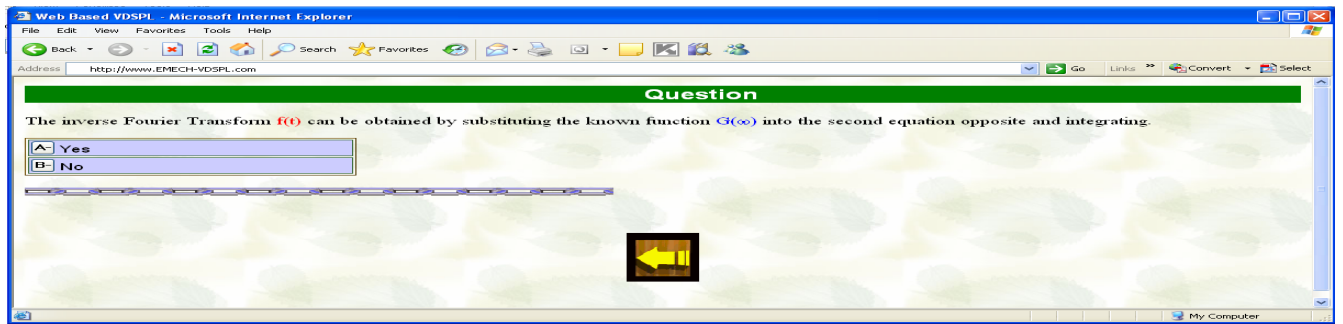 Web Based VDSPL - Microsoft Internet Explorer
File Edit View Favorites Tools Help
Back Search Favorites
Address http://www.EMECH-VDSPL.com Go Links » Convert Select
Question
The inverse Fourier Transform f(t) can be obtained by substituting the known function G(∞) into the second equation opposite and integrating.
A- Yes
B- No
My Computer